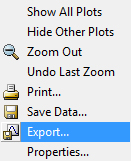 Show All Plots
Hide Other Plots
Zoom Out
Undo Last Zoom
Print...
Save Data...
Export...
Properties...